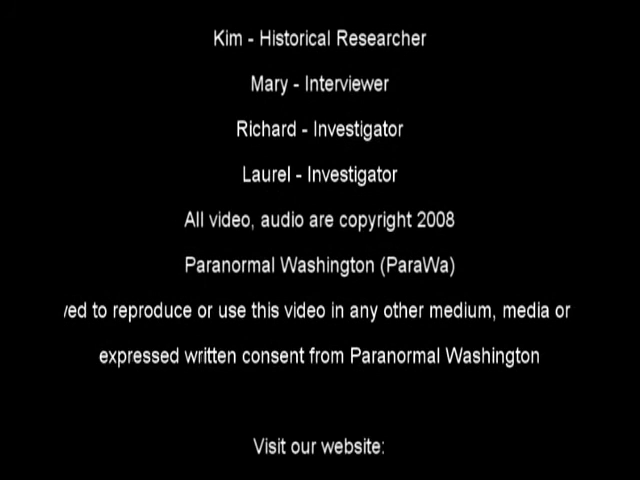 Kim - Historical Researcher
Mary - Interviewer
Richard - Investigator
Laurel - Investigator
All video, audio are copyright 2008
Paranormal Washington (ParaWa)
to reproduce or use this video in any other medium, media or
expressed written consent from Paranormal Washington
Visit our website: